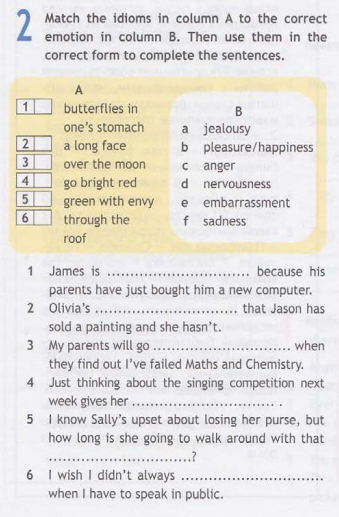 2
Match the idioms in column A to the correct
emotion in column B. Then use them in the
correct form to complete the sentences.
A
1 butterflies in
one's stomach
2 a long face
3 over the moon
4 go bright red
5 green with envy
6 through the
roof
B
a jealousy
b pleasure/happiness
c anger
d nervousness
e embarrassment
f sadness
1 James is .............................. because his
parents have just bought him a new computer.
2 Olivia's .............................. that Jason has
sold a painting and she hasn't.
3 My parents will go .............................. when
they find out I've failed Maths and Chemistry.
4 Just thinking about the singing competition next
week gives her .............................. .
5 I know Sally's upset about losing her purse, but
how long is she going to walk around with that
..............................?
6 I wish I didn't always ..............................
when I have to speak in public.